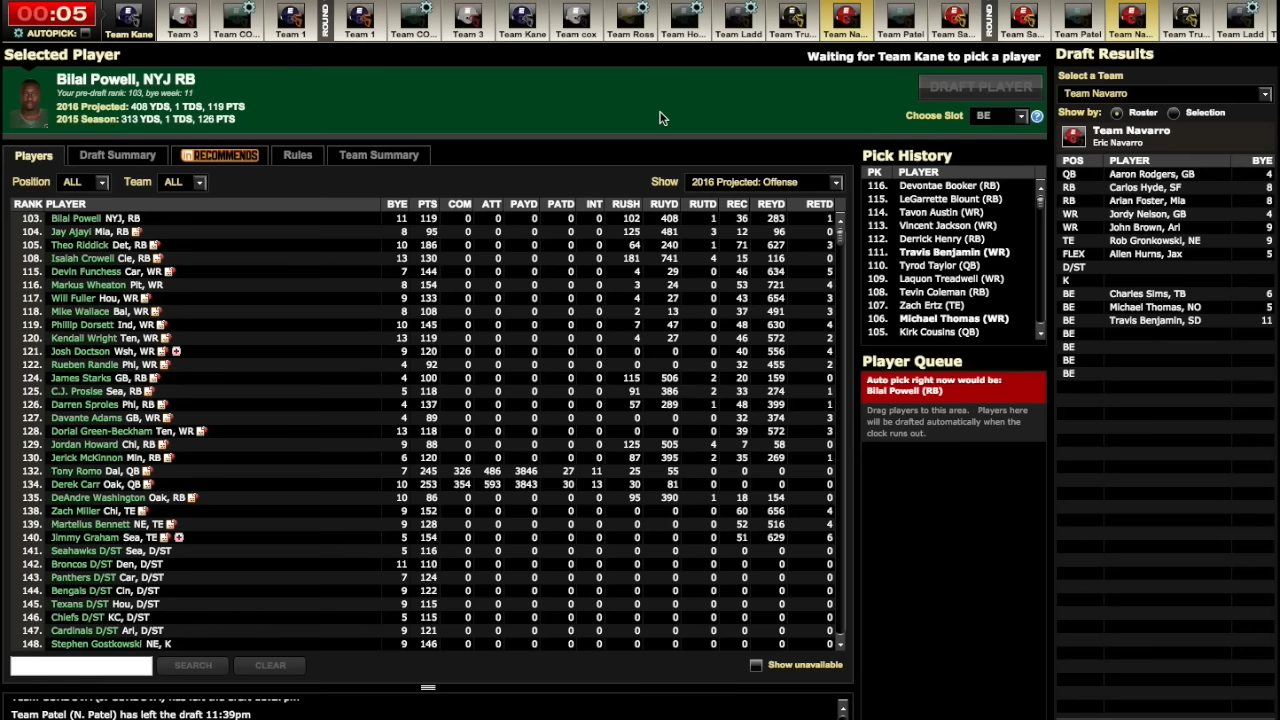 00:05
AUTOPICK:
Team Kane
Team 3
Team CO...
Team 1
ROUND
Team 1
Team CO...
Team 3
Team Kane
Team cox
Team Ross
Team Ho...
Team Ladd
Team Tru...
Team Na...
Team Patel
Team Sa...
ROUND
Team Sa...
Team Patel
Team Na...
Team Tru...
Team Ladd
Selected Player
Waiting for Team Kane to pick a player
Bilal Powell, NYJ RB
Your pre-draft rank: 103, bye week: 11
2016 Projected: 408 YDS, 1 TDS, 119 PTS
2015 Season: 313 YDS, 1 TDS, 126 PTS
DRAFT PLAYER
Choose Slot BE ?
Players Draft Summary RECOMMENDS Rules Team Summary
Position ALL Team ALL Show 2016 Projected: Offense
RANK PLAYER BYE PTS COM ATT PAYD PATD INT RUSH RUYD RUTD REC REYD RETD
103. Bilal Powell NYJ, RB 11 119 0 0 0 0 0 102 408 1 36 283 1
104. Jay Ajayi Mia, RB 8 95 0 0 0 0 0 125 481 3 12 96 0
105. Theo Riddick Det, RB 10 186 0 0 0 0 0 64 240 1 71 627 3
108. Isaiah Crowell Cle, RB 13 130 0 0 0 0 0 181 741 4 15 116 0
115. Devin Funchess Car, WR 7 144 0 0 0 0 0 4 29 0 46 634 5
116. Markus Wheaton Pit, WR 8 154 0 0 0 0 0 3 24 0 53 721 4
117. Will Fuller Hou, WR 9 133 0 0 0 0 0 4 27 0 43 654 3
118. Mike Wallace Bal, WR 8 108 0 0 0 0 0 2 13 0 37 491 3
119. Phillip Dorsett Ind, WR 10 145 0 0 0 0 0 7 47 0 48 630 4
120. Kendall Wright Ten, WR 13 119 0 0 0 0 0 4 27 0 46 572 2
121. Josh Doctson Wsh, WR 9 120 0 0 0 0 0 0 0 0 40 556 4
122. Rueben Randle Phi, WR 4 92 0 0 0 0 0 0 0 0 32 455 2
124. James Starks GB, RB 4 100 0 0 0 0 0 115 506 2 20 159 0
125. C.J. Prosise Sea, RB 5 118 0 0 0 0 0 91 386 2 33 274 1
126. Darren Sproles Phi, RB 4 137 0 0 0 0 0 57 289 1 48 399 1
127. Davante Adams GB, WR 4 89 0 0 0 0 0 0 0 0 32 374 3
128. Dorial Green-Beckham Ten, WR 13 118 0 0 0 0 0 0 0 0 39 572 3
129. Jordan Howard Chi, RB 9 88 0 0 0 0 0 125 505 4 7 58 0
130. Jerick McKinnon Min, RB 6 120 0 0 0 0 0 87 395 2 35 269 1
132. Tony Romo Dal, QB 7 245 326 486 3846 27 11 25 55 0 0 0 0
134. Derek Carr Oak, QB 10 253 354 593 3843 30 13 30 81 0 0 0 0
135. DeAndre Washington Oak, RB 10 86 0 0 0 0 0 95 390 1 18 154 0
138. Zach Miller Chi, TE 9 152 0 0 0 0 0 0 0 0 60 656 4
139. Martellus Bennett NE, TE 9 128 0 0 0 0 0 0 0 0 52 516 4
140. Jimmy Graham Sea, TE 5 154 0 0 0 0 0 0 0 0 51 629 6
141. Seahawks D/ST Sea, D/ST 5 116 0 0 0 0 0 0 0 0 0 0 0
142. Broncos D/ST Den, D/ST 11 110 0 0 0 0 0 0 0 0 0 0 0
143. Panthers D/ST Car, D/ST 7 124 0 0 0 0 0 0 0 0 0 0 0
144. Bengals D/ST Cin, D/ST 9 122 0 0 0 0 0 0 0 0 0 0 0
145. Texans D/ST Hou, D/ST 9 115 0 0 0 0 0 0 0 0 0 0 0
146. Chiefs D/ST KC, D/ST 5 115 0 0 0 0 0 0 0 0 0 0 0
147. Cardinals D/ST Ari, D/ST 9 121 0 0 0 0 0 0 0 0 0 0 0
148. Stephen Gostkowski NE, K 9 146 0 0 0 0 0 0 0 0 0 0 0
SEARCH CLEAR Show unavailable
Team Patel (N. Patel) has left the draft 11:39pm
Pick History
PK PLAYER
116. Devontae Booker (RB)
115. LeGarrette Blount (RB)
114. Tavon Austin (WR)
113. Vincent Jackson (WR)
112. Derrick Henry (RB)
111. Travis Benjamin (WR)
110. Tyrod Taylor (QB)
109. Laquon Treadwell (WR)
108. Tevin Coleman (RB)
107. Zach Ertz (TE)
106. Michael Thomas (WR)
105. Kirk Cousins (QB)
Player Queue
Auto pick right now would be:
Bilal Powell (RB)
Drag players to this area. Players here
will be drafted automatically when the
clock runs out.
Draft Results
Select a Team
Team Navarro
Show by: Roster Selection
Team Navarro
Eric Navarro
POS PLAYER BYE
QB Aaron Rodgers, GB 4
RB Carlos Hyde, SF 8
RB Arian Foster, Mia 8
WR Jordy Nelson, GB 4
WR John Brown, Ari 9
TE Rob Gronkowski, NE 9
FLEX Allen Hurns, Jax 5
D/ST
K
BE Charles Sims, TB 6
BE Michael Thomas, NO 5
BE Travis Benjamin, SD 11
BE
BE
BE
BE